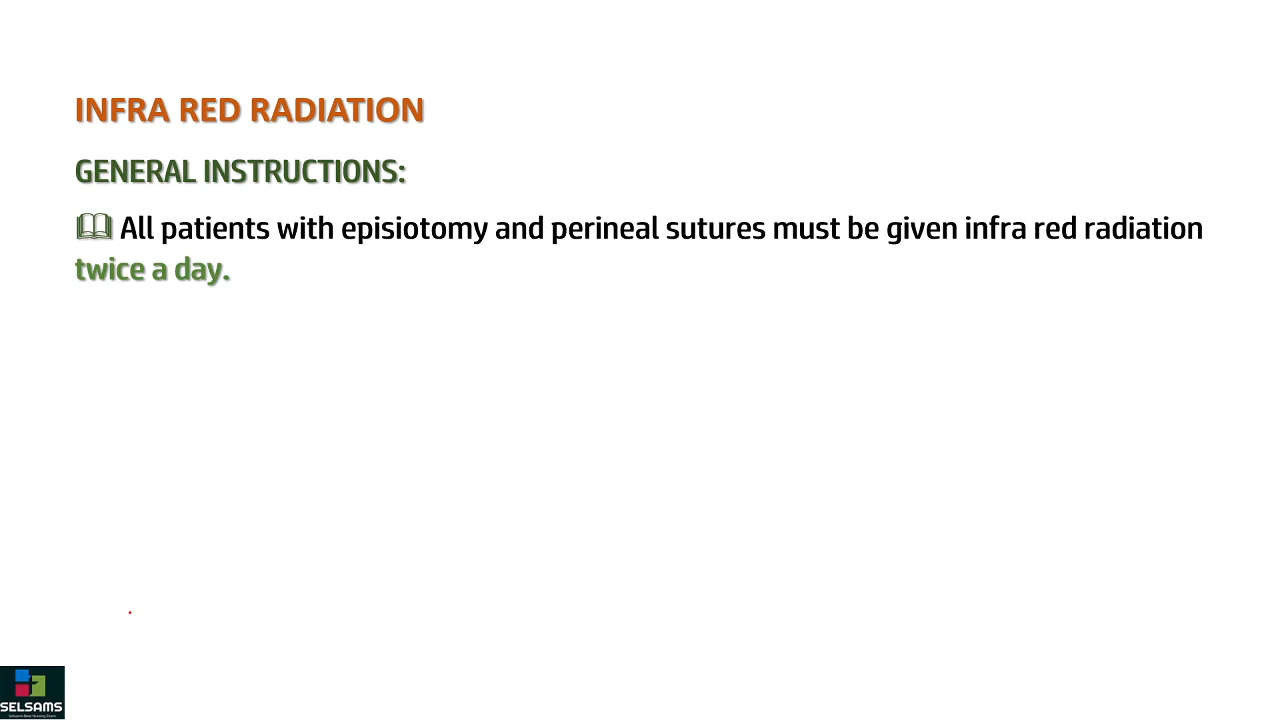 INFRA RED RADIATION
GENERAL INSTRUCTIONS:
All patients with episiotomy and perineal sutures must be given infra red radiation
twice a day.
SELSAMS